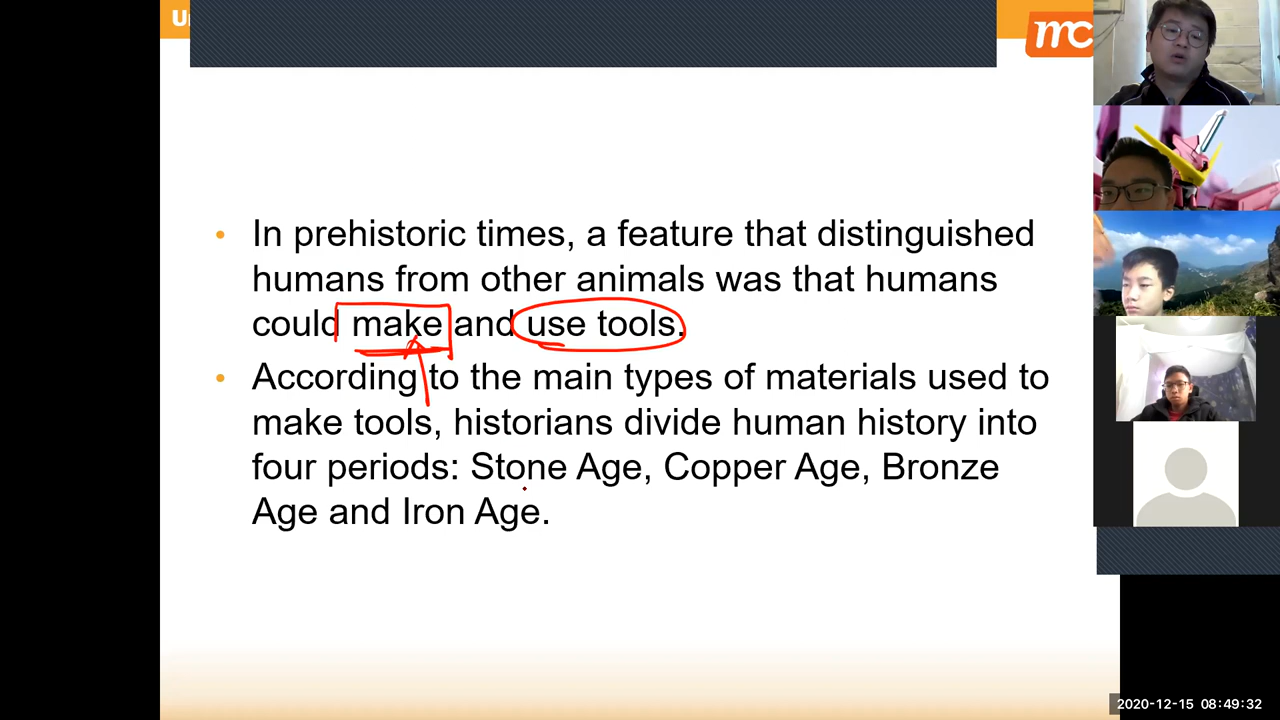 U
mc
• In prehistoric times, a feature that distinguished
humans from other animals was that humans
could make and use tools.
• According to the main types of materials used to
make tools, historians divide human history into
four periods: Stone Age, Copper Age, Bronze
Age and Iron Age.
2020-12-15 08:49:32